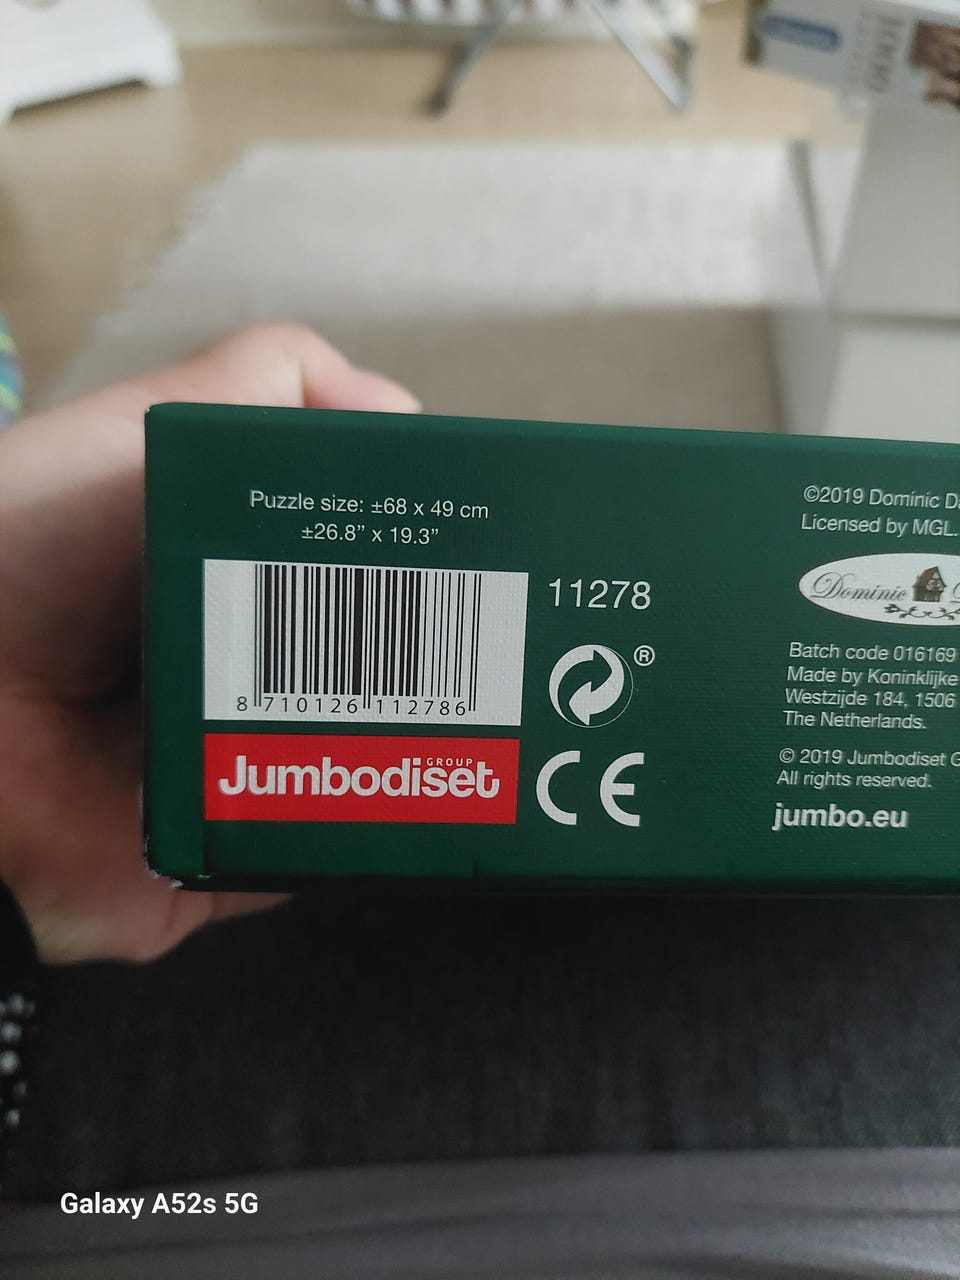 1000
Puzzle size: ±68 x 49 cm
±26.8” x 19.3”
8 710126 112786
11278
®
Jumbodiset
GROUP
CE
©2019 Dominic
Licensed by MGL.
Dominic
Batch code 016169
Made by Koninklijke
Westzijde 184, 1506
The Netherlands.
© 2019 Jumbodiset
All rights reserved.
jumbo.eu
Galaxy A52s 5G